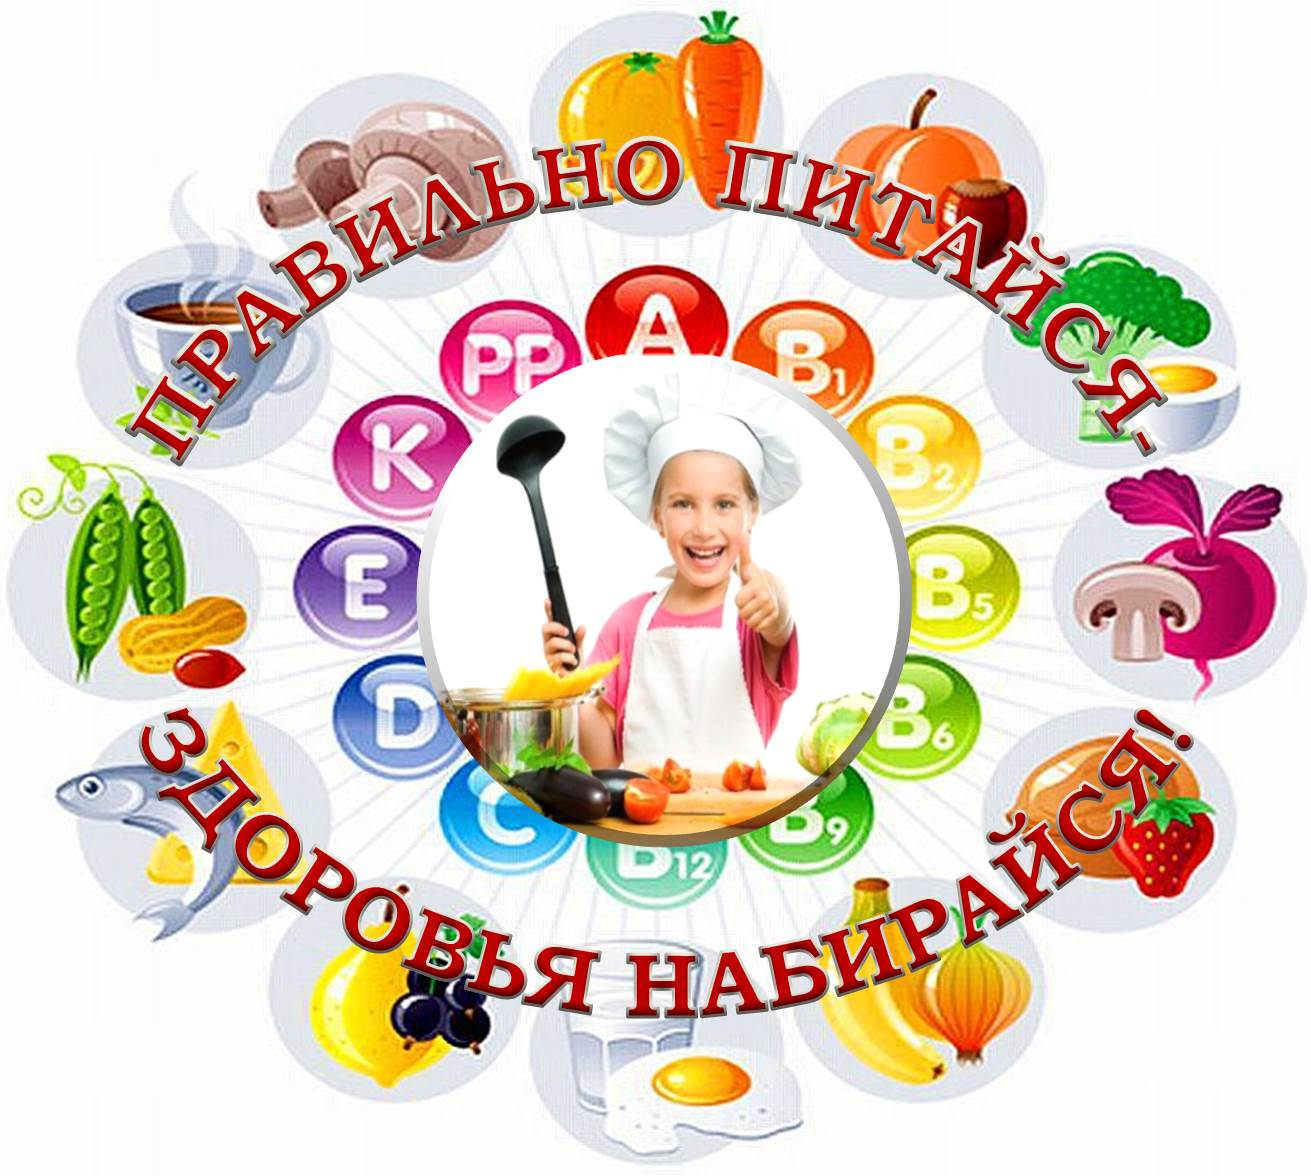 ПРАВИЛЬНО ПИТАЙСЯ-
PP
A
B1
K
B2
E
B5
D
B6
C
B12
B9
ЗДОРОВЬЯ НАБИРАЙСЯ!